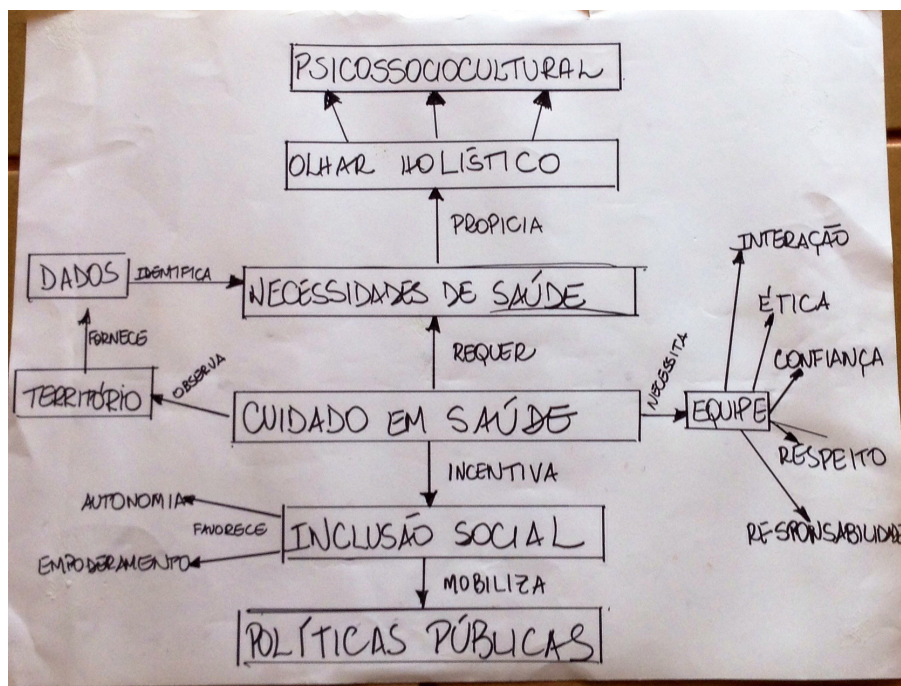 PSICOSSOCIOCULTURAL
OLHAR HOLÍSTICO
PROPICIA
INTERAÇÃO
DADOS
IDENTIFICA
NECESSIDADES DE SAÚDE
ÉTICA
FORNECE
REQUER
CONFIANÇA
TERRITÓRIO
OBSERVA
CUIDADO EM SAÚDE
NECESSITA
EQUIPE
RESPEITO
INCENTIVA
AUTONOMIA
FAVORECE
INCLUSÃO SOCIAL
RESPONSABILIDADE
EMPODERAMENTO
MOBILIZA
POLÍTICAS PÚBLICAS